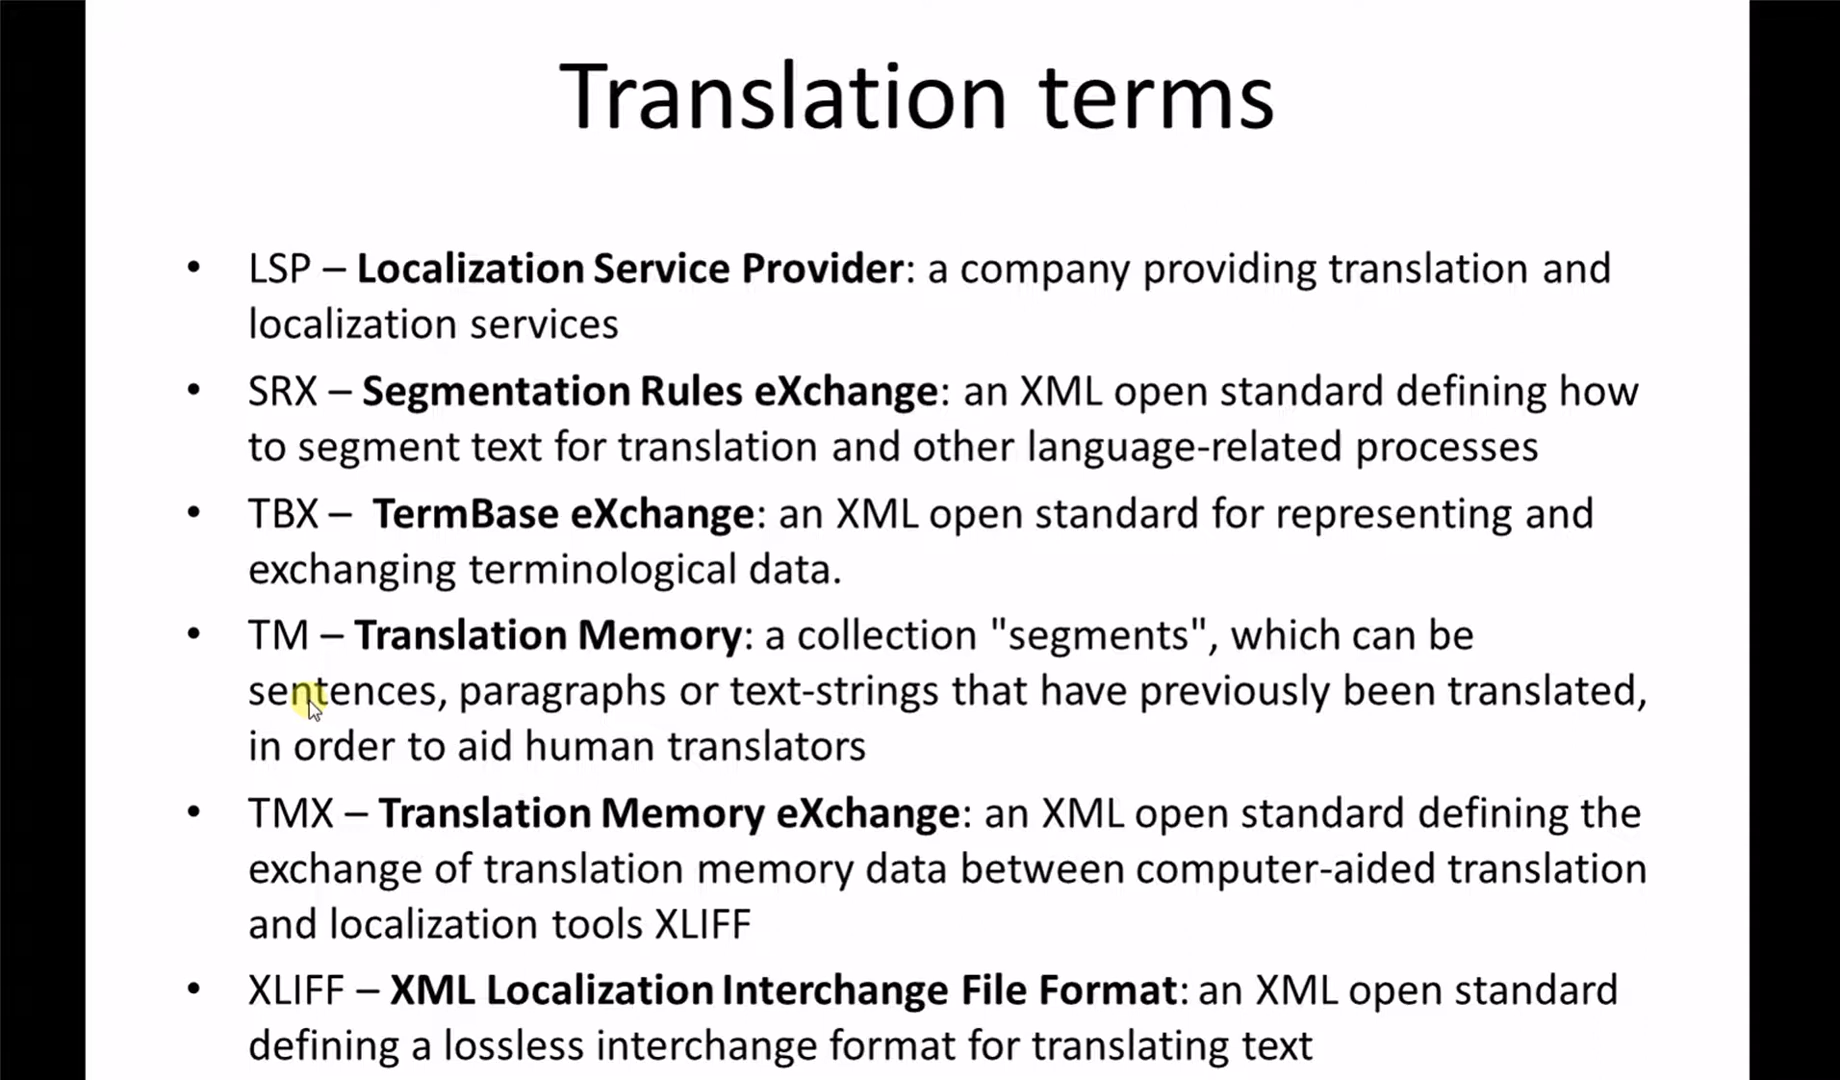 Translation terms
• LSP – Localization Service Provider: a company providing translation and
localization services
• SRX – Segmentation Rules eXchange: an XML open standard defining how
to segment text for translation and other language-related processes
• TBX –  TermBase eXchange: an XML open standard for representing and
exchanging terminological data.
• TM – Translation Memory: a collection "segments", which can be
sentences, paragraphs or text-strings that have previously been translated,
in order to aid human translators
• TMX – Translation Memory eXchange: an XML open standard defining the
exchange of translation memory data between computer-aided translation
and localization tools XLIFF
• XLIFF – XML Localization Interchange File Format: an XML open standard
defining a lossless interchange format for translating text